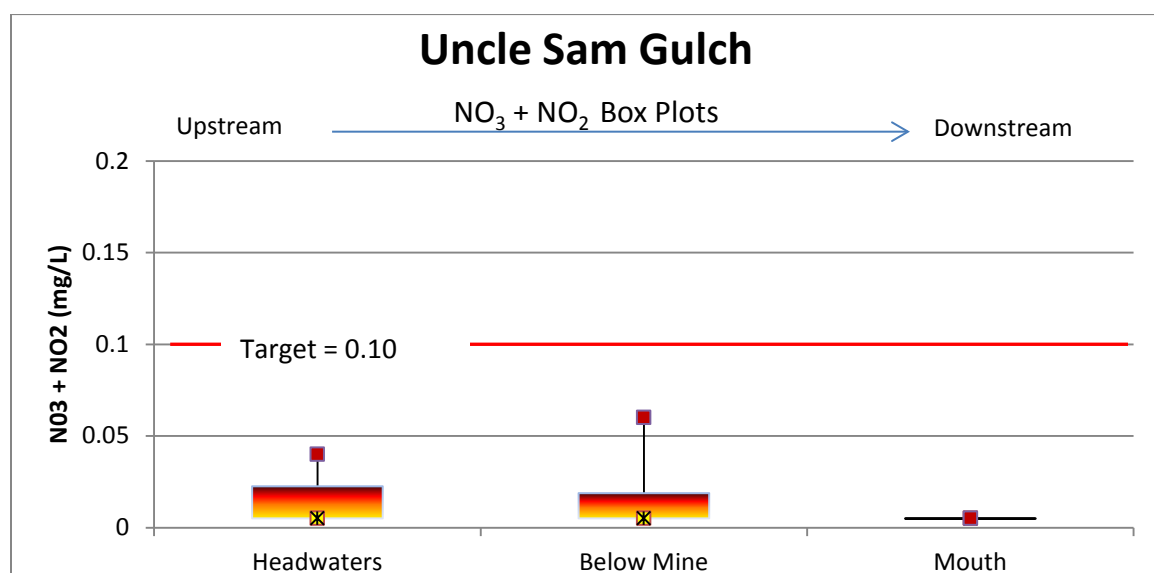 Uncle Sam Gulch
NO₃ + NO₂ Box Plots
Upstream
Downstream
N03 + NO2 (mg/L)
0.2
0.15
0.1
0.05
0
Target = 0.10
Headwaters
Below Mine
Mouth